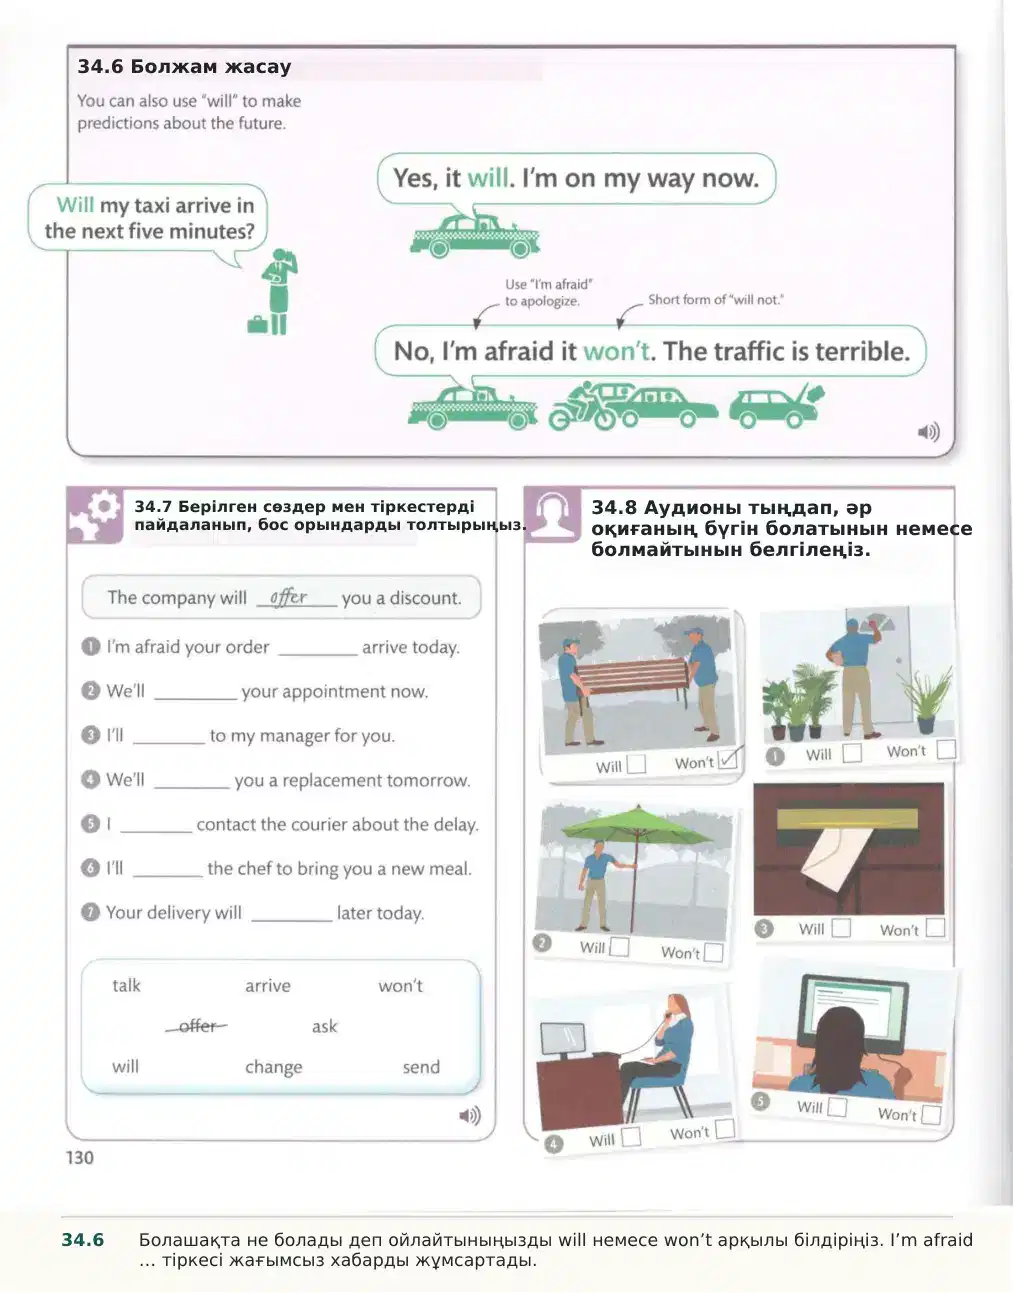 34.6 Болжам жасау
You can also use "will" to make
predictions about the future.
Will my taxi arrive in
the next five minutes?
Yes, it will. I'm on my way now.
Use "I'm afraid"
to apologize.
Short form of "will not."
No, I'm afraid it won't. The traffic is terrible.
34.7 Берілген сөздер мен тіркестерді
пайдаланып, бос орындарды толтырыңыз.
The company will offer you a discount.
1 I'm afraid your order ________ arrive today.
2 We'll ________ your appointment now.
3 I'll ________ to my manager for you.
4 We'll ________ you a replacement tomorrow.
5 I ________ contact the courier about the delay.
6 I'll ________ the chef to bring you a new meal.
7 Your delivery will ________ later today.
talk arrive won't
offer ask
will change send
130
34.8 Аудионы тыңдап, әр
оқиғаның бүгін болатынын немесе
болмайтынын белгілеңіз.
Will Won't
1 Will Won't
2 Will Won't
3 Will Won't
4 Will Won't
5 Will Won't
34.6 Болашақта не болады деп ойлайтыныңызды will немесе won't арқылы білдіріңіз. I'm afraid
... тіркесі жағымсыз хабарды жұмсартады.